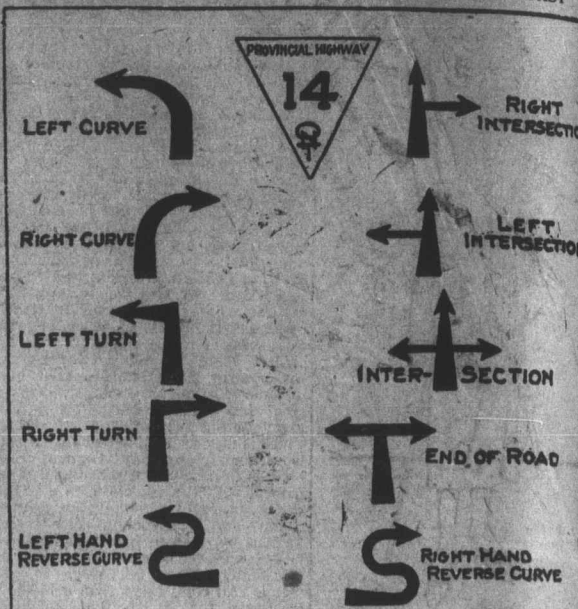 PROVINCIAL HIGHWAY
14
LEFT CURVE
RIGHT
INTERSECTIO
RIGHT CURVE
LEFT
INTERSECTION
LEFT TURN
INTER-SECTION
RIGHT TURN
END OF ROAD
LEFT HAND
REVERSE CURVE
RIGHT HAND
REVERSE CURVE